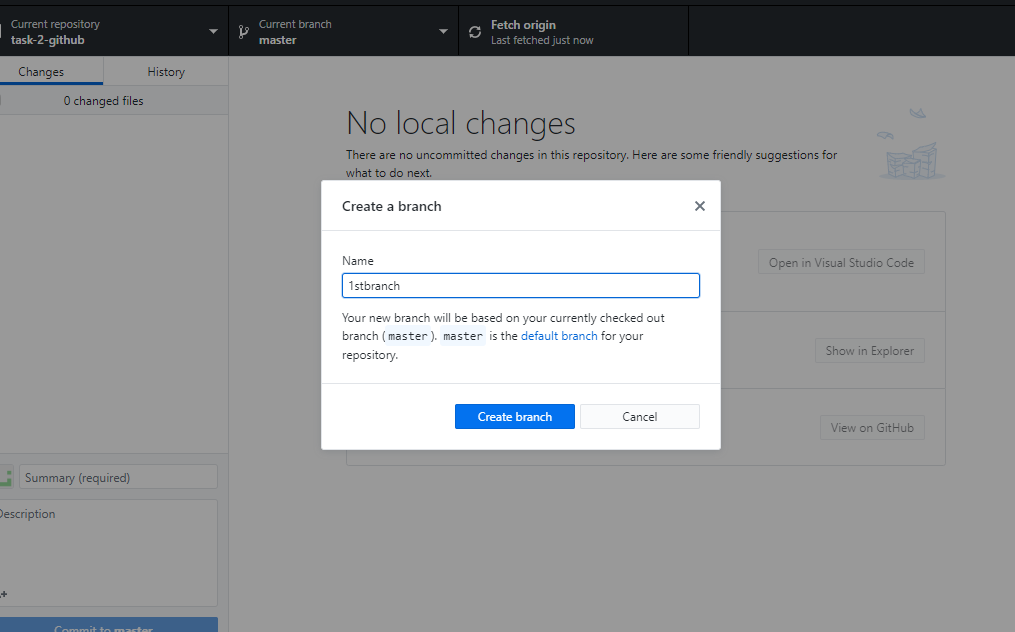 Current repository
task-2-github
Current branch
master
Fetch origin
Last fetched just now
Changes
History
0 changed files
No local changes
There are no uncommitted changes in this repository. Here are some friendly suggestions for
what to do next.
Create a branch
Name
1stbranch
Your new branch will be based on your currently checked out
branch (master). master is the default branch for your
repository.
Create branch
Cancel
Open in Visual Studio Code
Show in Explorer
View on GitHub
Summary (required)
Description
Commit to master